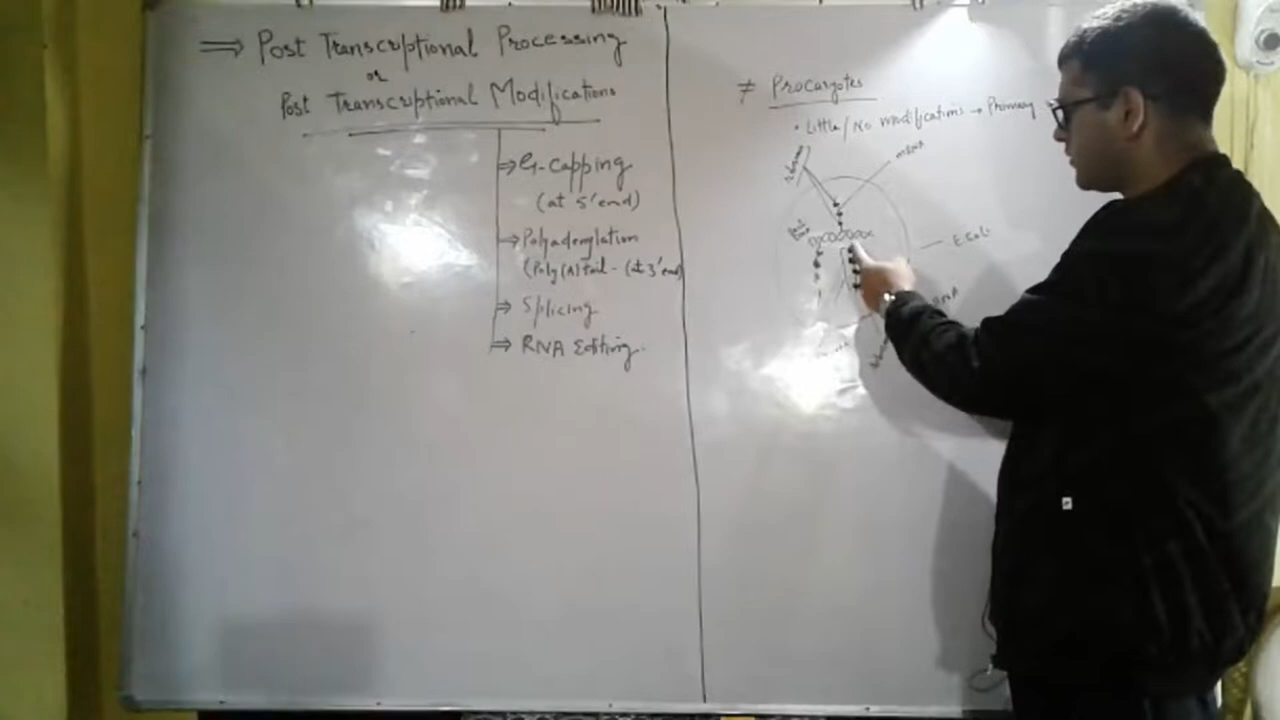 ⇒ Post Transcriptional Processing
or
Post Transcriptional Modifications
⇒ G-Capping
(at 5' end)
⇒ Polyadenylation
(Poly(A) tail - (at 3' end)
⇒ Splicing
⇒ RNA Editing.
≠ Procaryotes
• Little/No modifications → Primary
mRNA
E.Coli